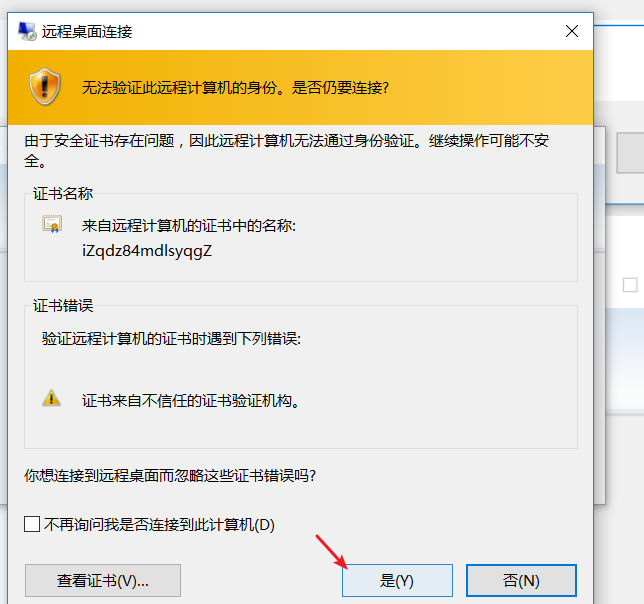 远程桌面连接
无法验证此远程计算机的身份。是否仍要连接?
由于安全证书存在问题，因此远程计算机无法通过身份验证。继续操作可能不安
全。
证书名称
来自远程计算机的证书中的名称:
iZqdz84mdlsyqgZ
证书错误
验证远程计算机的证书时遇到下列错误:
证书来自不信任的证书验证机构。
你想连接到远程桌面而忽略这些证书错误吗?
不再询问我是否连接到此计算机(D)
查看证书(V)... 是(Y) 否(N)